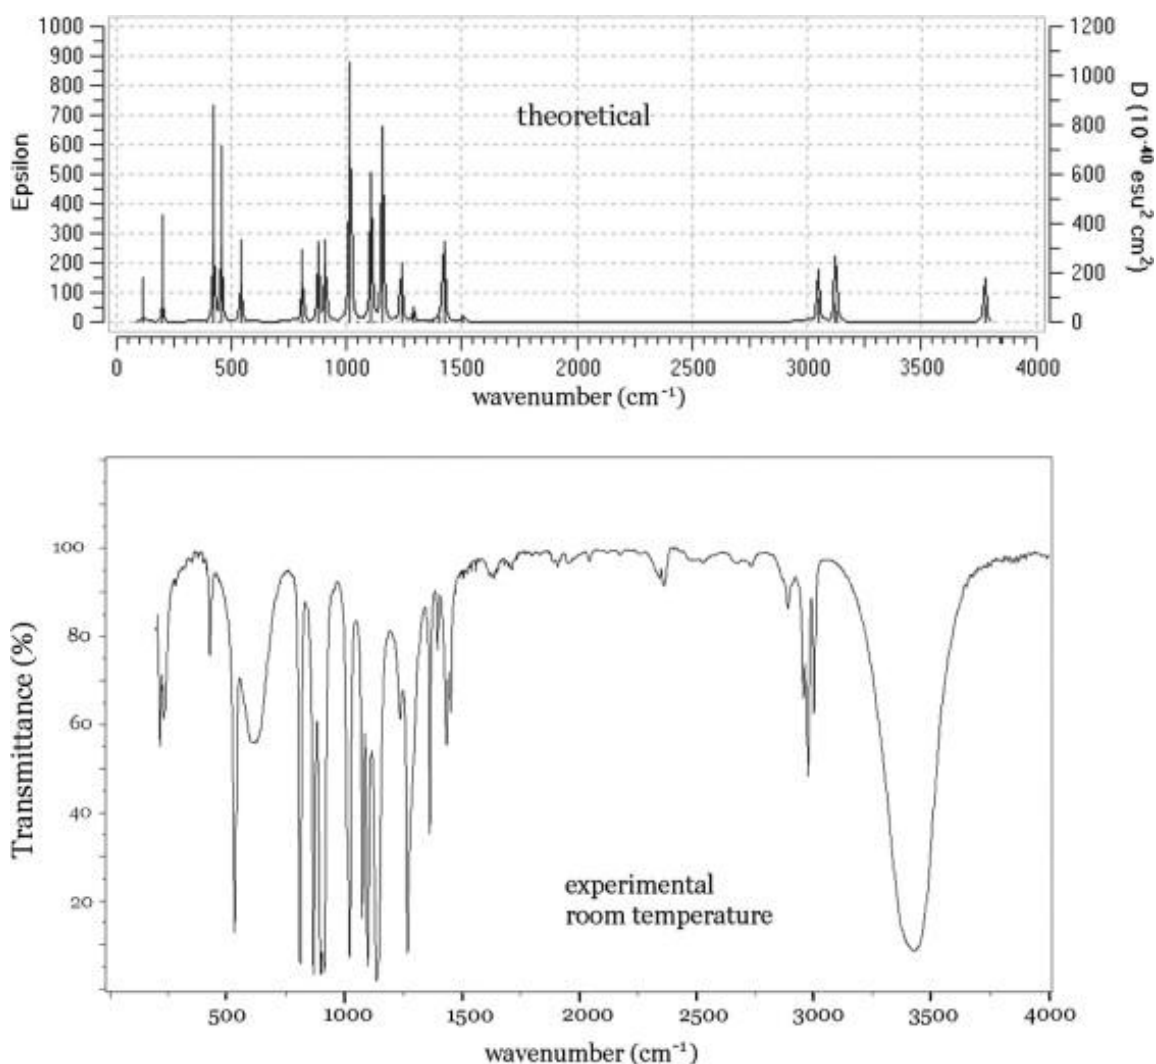 1000
900
800
700
600
500
400
300
200
100
0
Epsilon
theoretical
1200
1000
800
600
400
200
0
D (10⁻⁴⁰ esu² cm²)
0 500 1000 1500 2000 2500 3000 3500 4000
wavenumber (cm⁻¹)
100
80
60
40
20
Transmittance (%)
experimental
room temperature
500 1000 1500 2000 2500 3000 3500 4000
wavenumber (cm⁻¹)